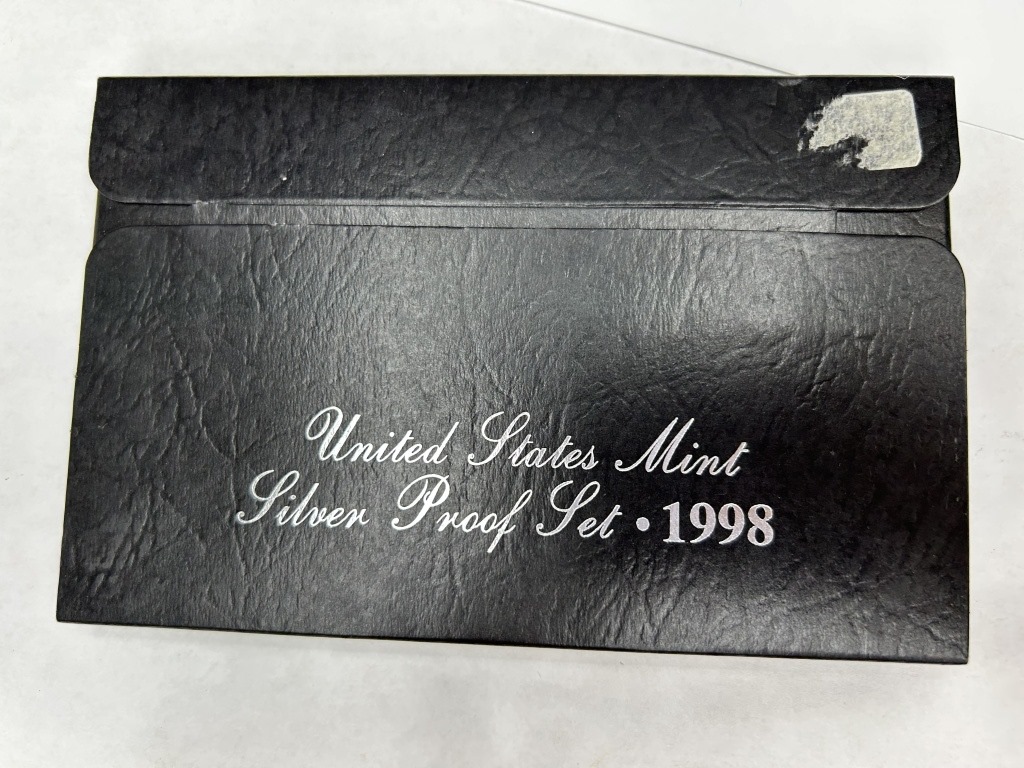 United States Mint
Silver Proof Set • 1998